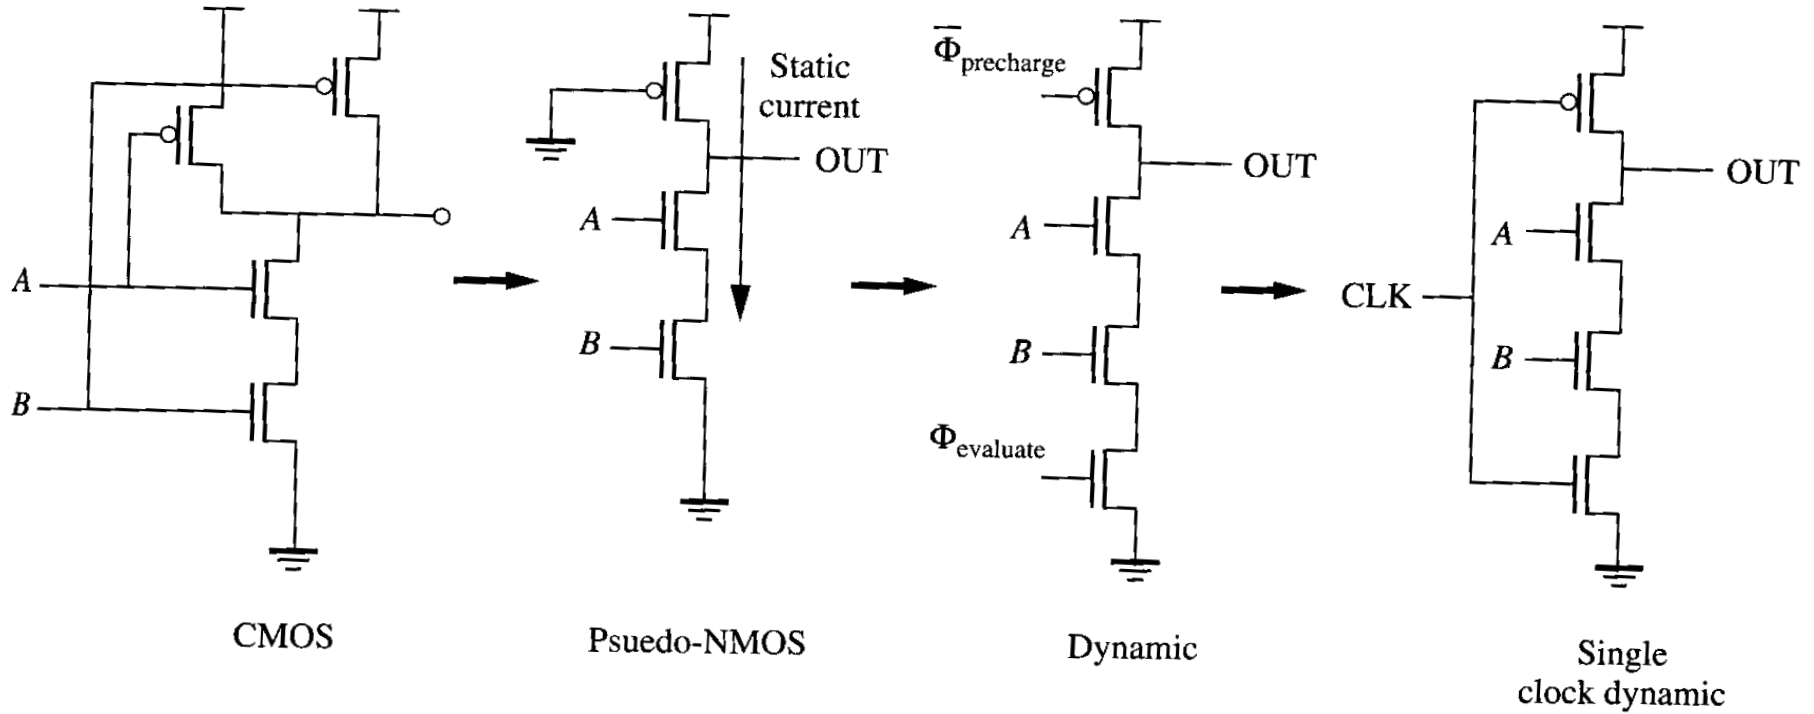 Φ̅precharge
Static
current
OUT
OUT
OUT
A
A
A
A
CLK
B
B
B
B
Φevaluate
CMOS
Psuedo-NMOS
Dynamic
Single
clock dynamic